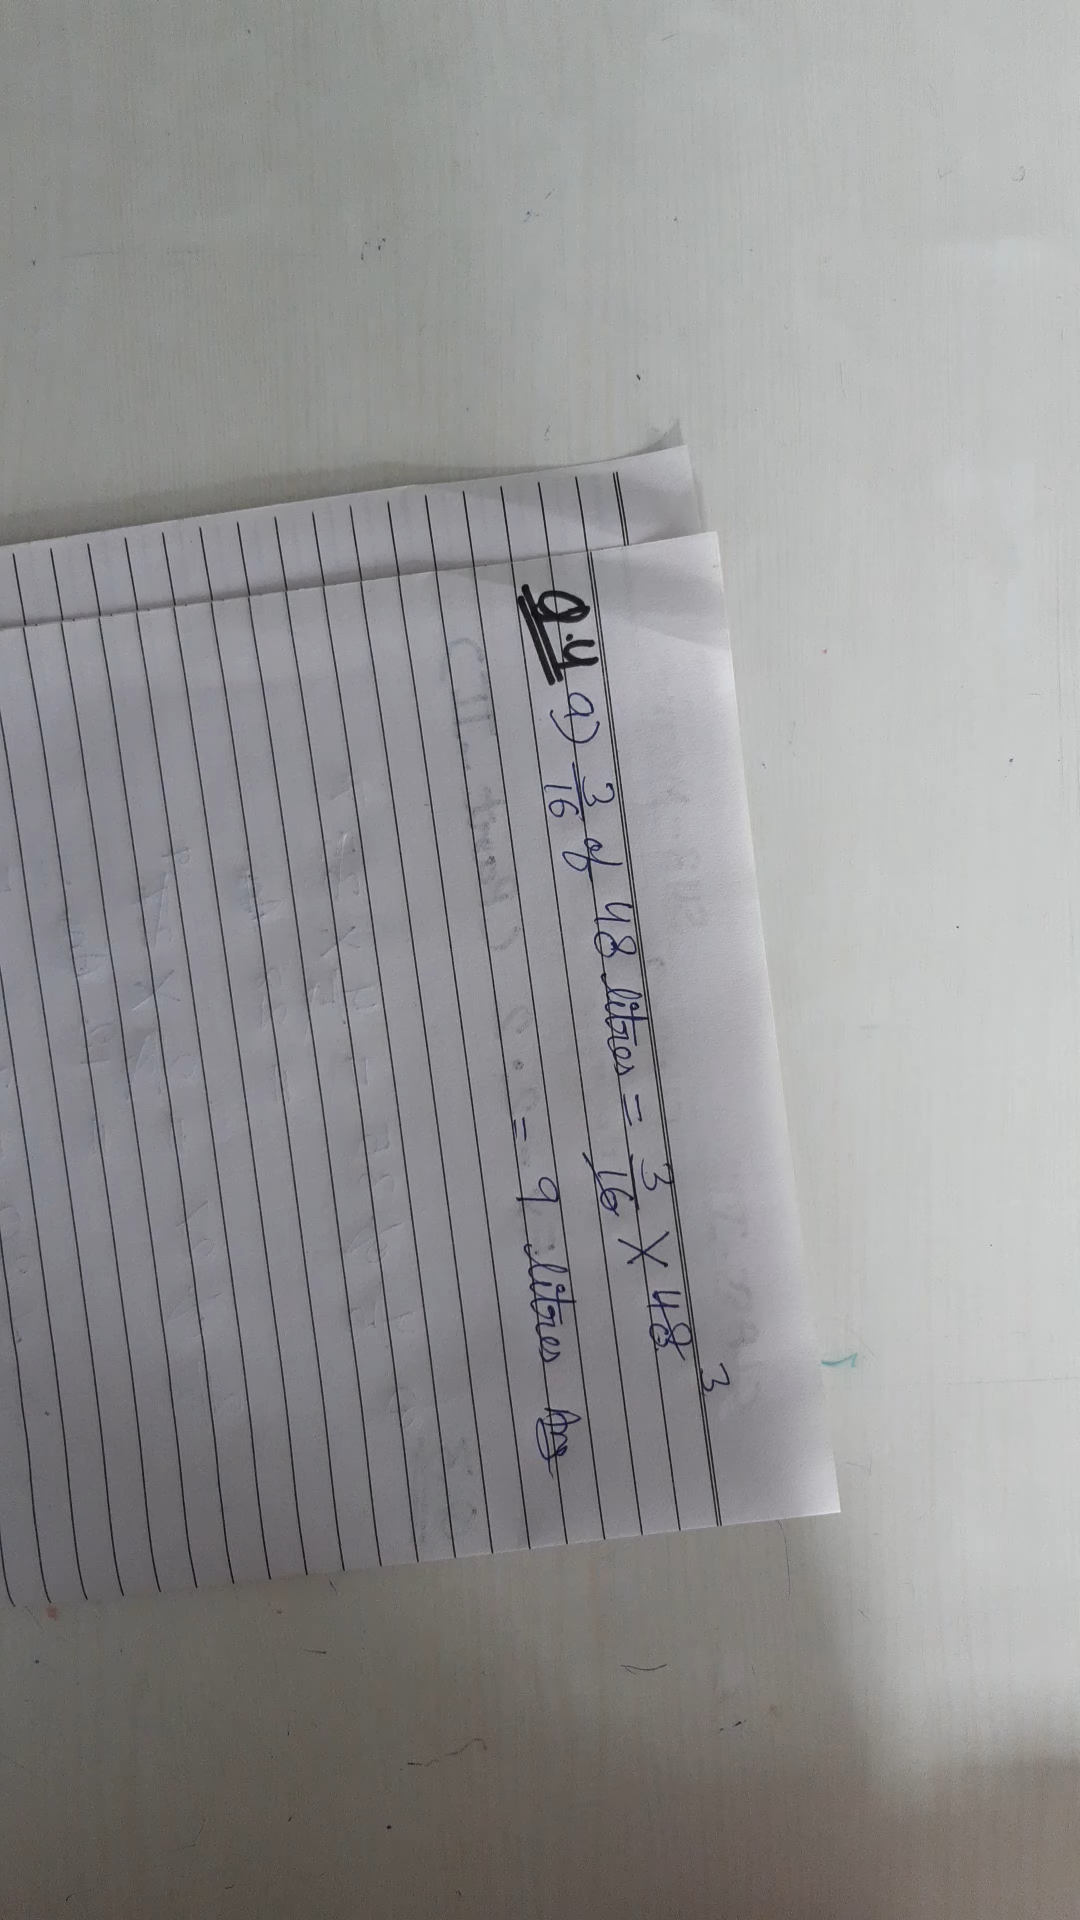 Q.4 a) 3/16 of 48 litres = 3/16 X 48 3
= 9 litres Ans